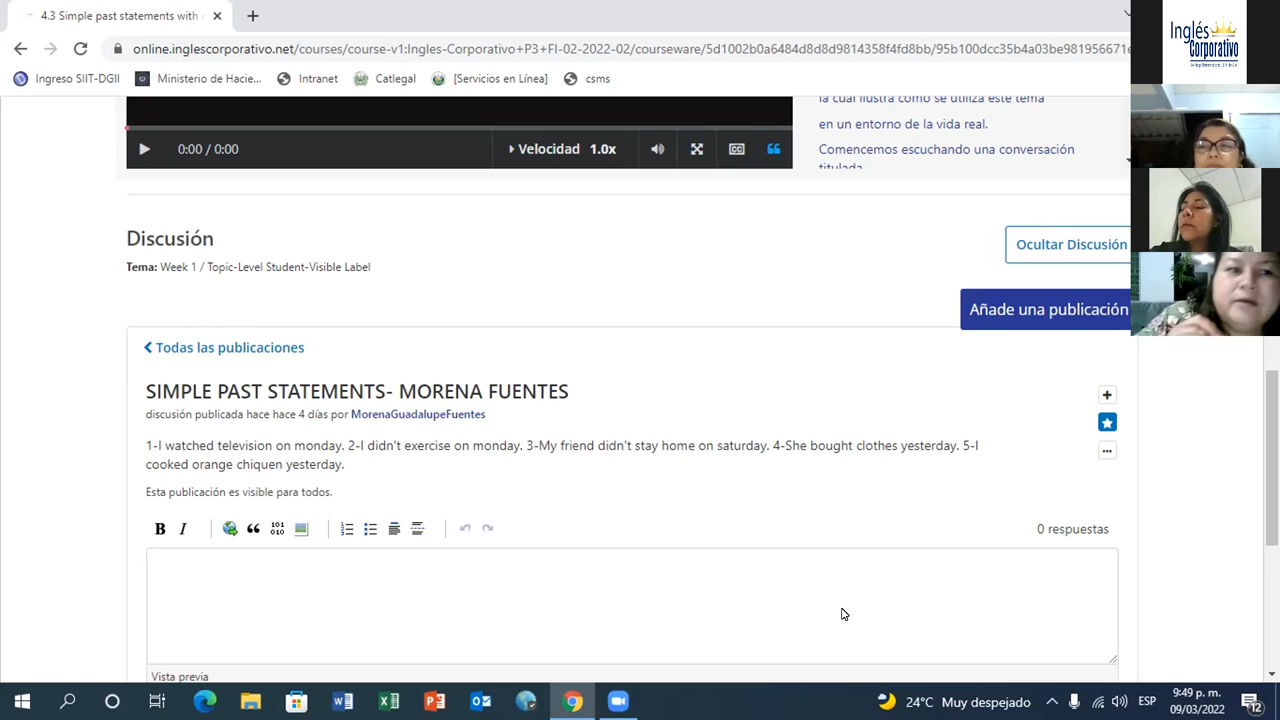 4.3 Simple past statements with
online.inglescorporativo.net/courses/course-v1:Ingles-Corporativo+P3+FI-02-2022-02/courseware/5d1002b0a6484d8d8d9814358f4fd8bb/95b100dcc35b4a03be981956671e
Ingreso SIIT-DGII
Ministerio de Hacie...
Intranet
Catlegal
[Servicios en Línea]
csms
Inglés
Corporativo
la cual ilustra cómo se utiliza este tema
en un entorno de la vida real.
Comencemos escuchando una conversación
titulada
0:00 / 0:00
Velocidad 1.0x
CC
Discusión
Ocultar Discusión
Tema: Week 1 / Topic-Level Student-Visible Label
Añade una publicación
Todas las publicaciones
SIMPLE PAST STATEMENTS- MORENA FUENTES
discusión publicada hace hace 4 días por MorenaGuadalupeFuentes
1-I watched television on monday. 2-I didn't exercise on monday. 3-My friend didn't stay home on saturday. 4-She bought clothes yesterday. 5-I
cooked orange chiquen yesterday.
Esta publicación es visible para todos.
B I
101
010
0 respuestas
Vista previa
24°C Muy despejado
ESP
9:49 p. m.
09/03/2022
12